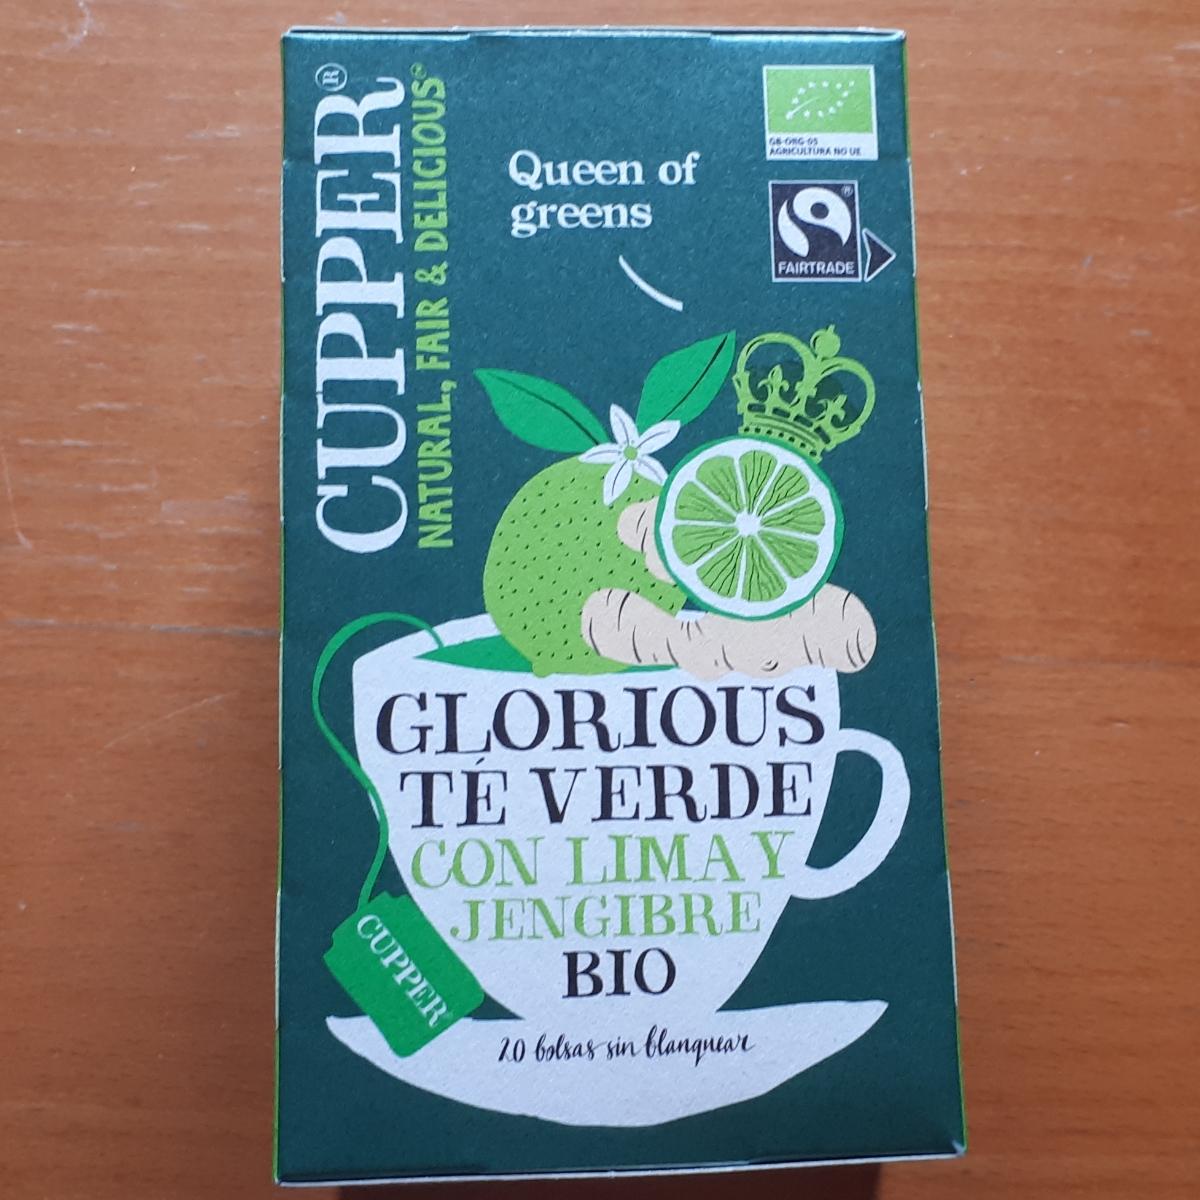 CUPPER®
NATURAL, FAIR & DELICIOUS®
Queen of
greens
GB-ORG-05
AGRICULTURA NO UE
FAIRTRADE
®
GLORIOUS
TÉ VERDE
CON LIMA Y
JENGIBRE
BIO
CUPPER®
20 bolsas sin blanquear